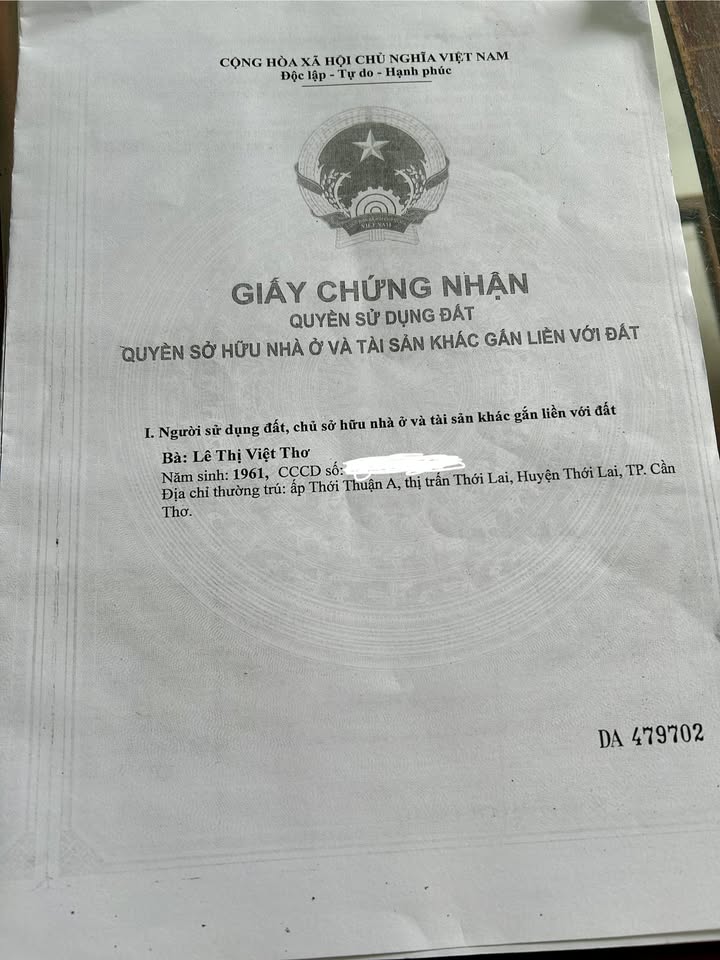 CỘNG HÒA XÃ HỘI CHỦ NGHĨA VIỆT NAM
Độc lập - Tự do - Hạnh phúc
VIỆT NAM
GIẤY CHỨNG NHẬN
QUYỀN SỬ DỤNG ĐẤT
QUYỀN SỞ HỮU NHÀ Ở VÀ TÀI SẢN KHÁC GẮN LIỀN VỚI ĐẤT
I. Người sử dụng đất, chủ sở hữu nhà ở và tài sản khác gắn liền với đất
Bà: Lê Thị Việt Thơ
Năm sinh: 1961, CCCD số:
Địa chỉ thường trú: ấp Thới Thuận A, thị trấn Thới Lai, Huyện Thới Lai, TP. Cần
Thơ.
DA 479702